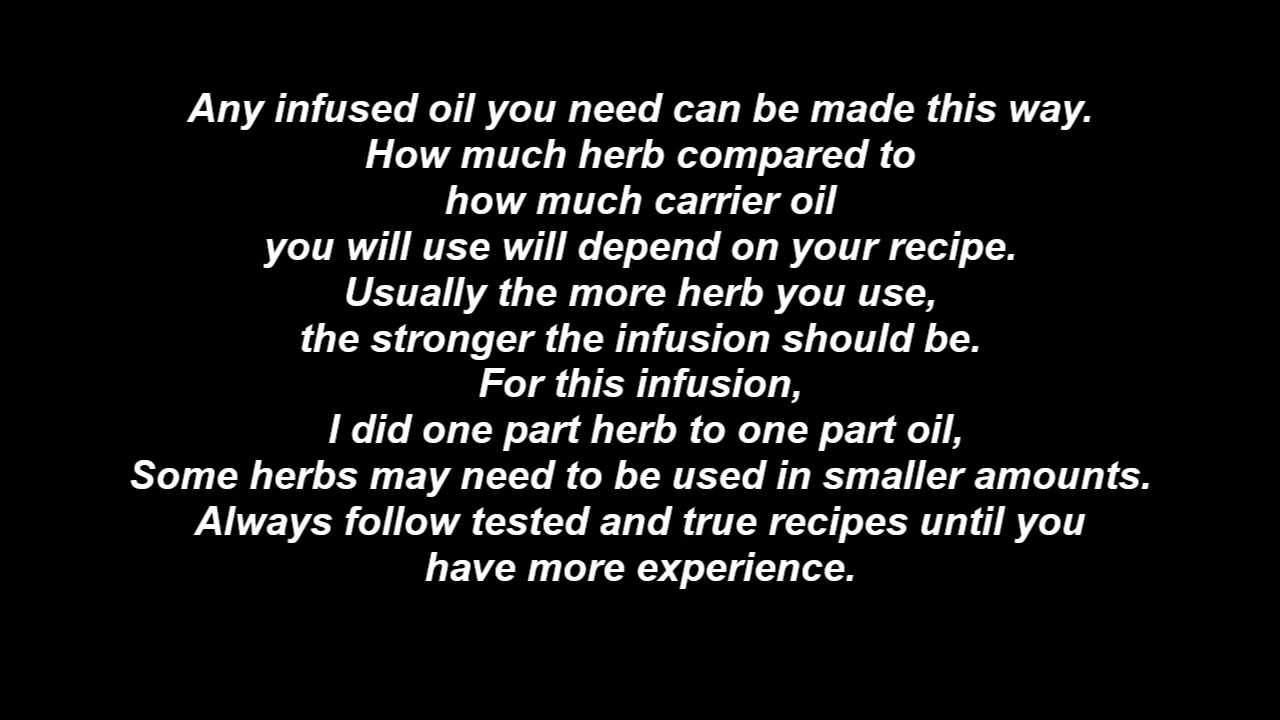 Any infused oil you need can be made this way.
How much herb compared to
how much carrier oil
you will use will depend on your recipe.
Usually the more herb you use,
the stronger the infusion should be.
For this infusion,
I did one part herb to one part oil,
Some herbs may need to be used in smaller amounts.
Always follow tested and true recipes until you
have more experience.